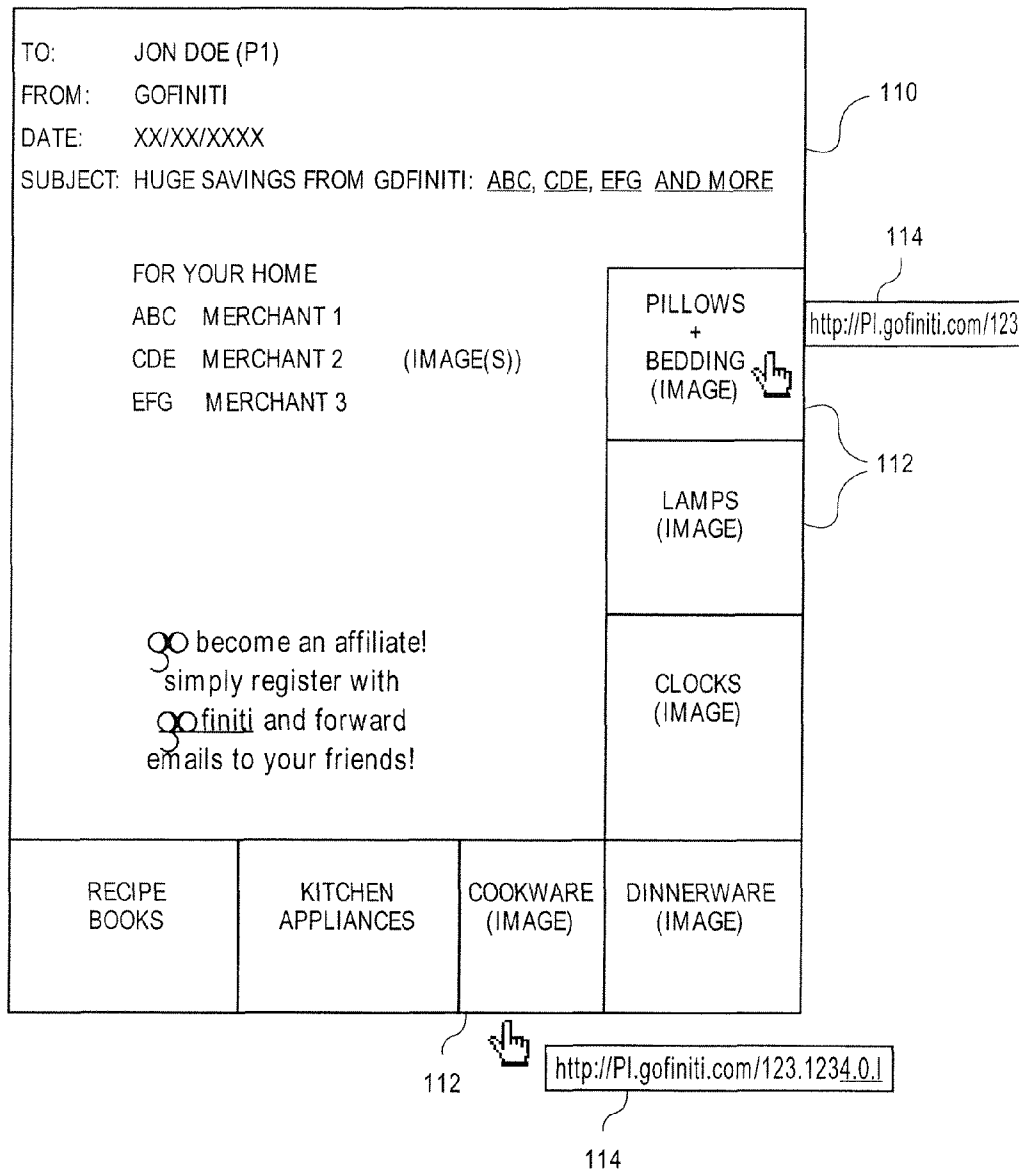 TO: JON DOE (P1)
FROM: GOFINITI
DATE: XX/XX/XXXX
SUBJECT: HUGE SAVINGS FROM GDFINITI: ABC, CDE, EFG AND MORE
110
114
http://PI.gofiniti.com/123
FOR YOUR HOME
ABC MERCHANT 1
CDE MERCHANT 2 (IMAGE(S))
EFG MERCHANT 3
PILLOWS
+
BEDDING
(IMAGE)
112
LAMPS
(IMAGE)
CLOCKS
(IMAGE)
go become an affiliate!
simply register with
gofiniti and forward
emails to your friends!
RECIPE
BOOKS
KITCHEN
APPLIANCES
COOKWARE
(IMAGE)
DINNERWARE
(IMAGE)
112
http://PI.gofiniti.com/123.1234.0.I
114